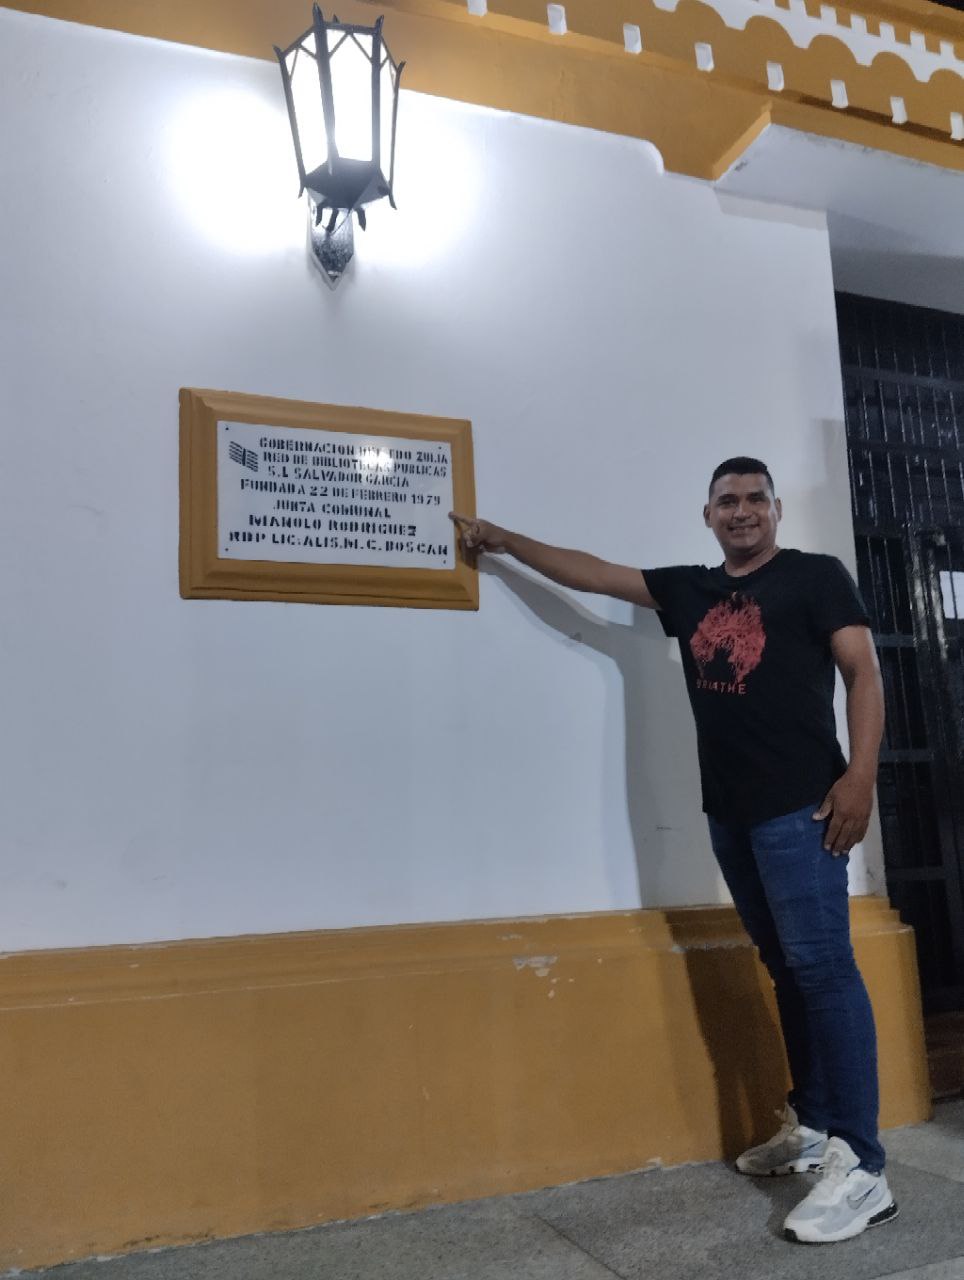 GOBERNACION DEL EDO ZULIA
RED DE BIBLIOTECAS PUBLICAS
S.L SALVADOR GARCIA
FUNDADA 22 DE FEBRERO 1979
JUNTA COMUNAL
MANOLO RODRIGUEZ
RDP LIC:ALIS.M.C.BOSCAN
BREATHE